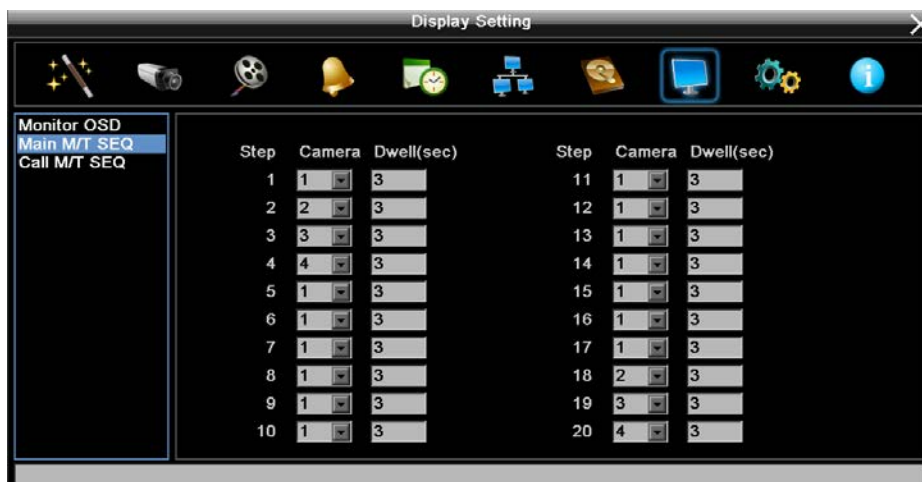 Display Setting
Monitor OSD
Main M/T SEQ
Call M/T SEQ
Step Camera Dwell(sec) Step Camera Dwell(sec)
1 1 3 11 1 3
2 2 3 12 1 3
3 3 3 13 1 3
4 4 3 14 1 3
5 1 3 15 1 3
6 1 3 16 1 3
7 1 3 17 1 3
8 1 3 18 2 3
9 1 3 19 3 3
10 1 3 20 4 3